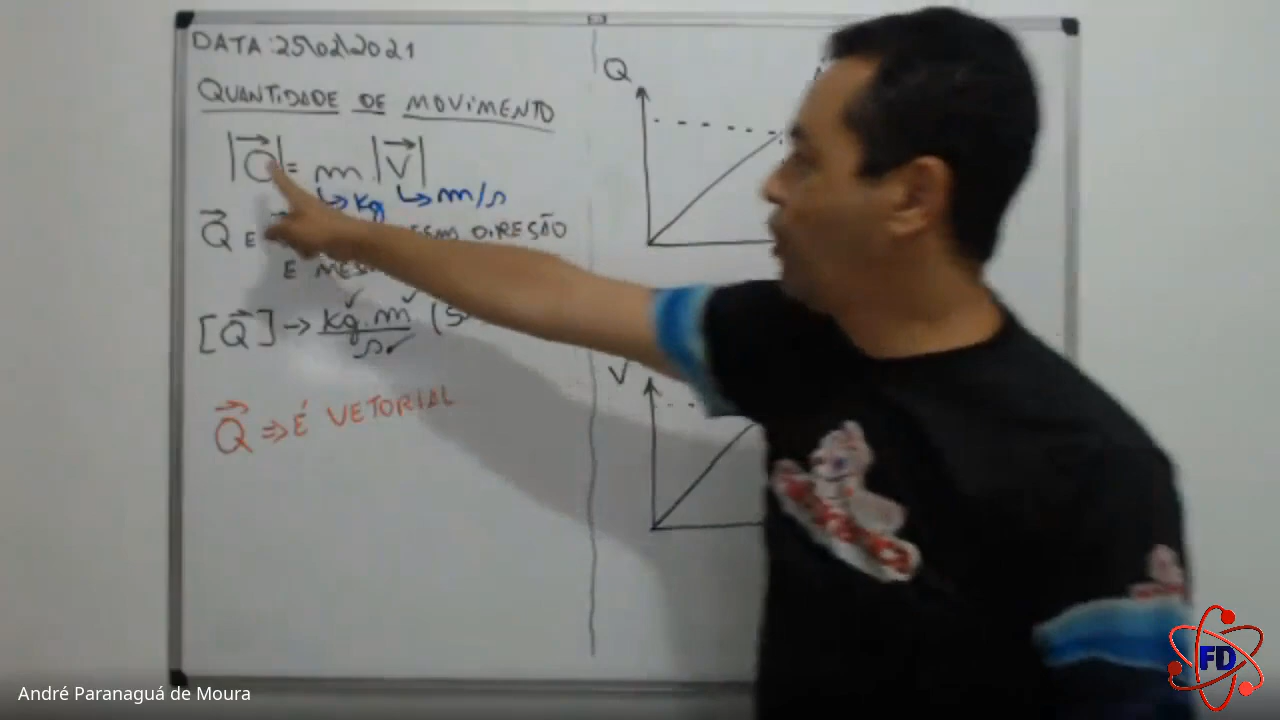 DATA: 25\02\2021
QUANTIDADE DE MOVIMENTO
|Q| = m |V|
kg m/s
Q E DIREÇÃO
E
[Q] → kg.m
s
Q ⇒ É VETORIAL
Q
V
André Paranaguá de Moura
FD